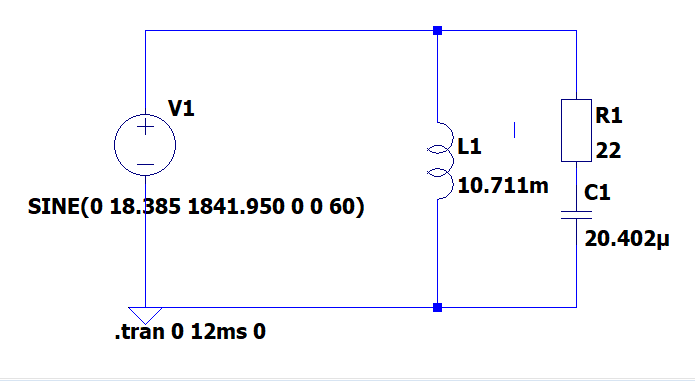 V1
SINE(0 18.385 1841.950 0 0 60)
L1
10.711m
R1
22
C1
20.402µ
.tran 0 12ms 0